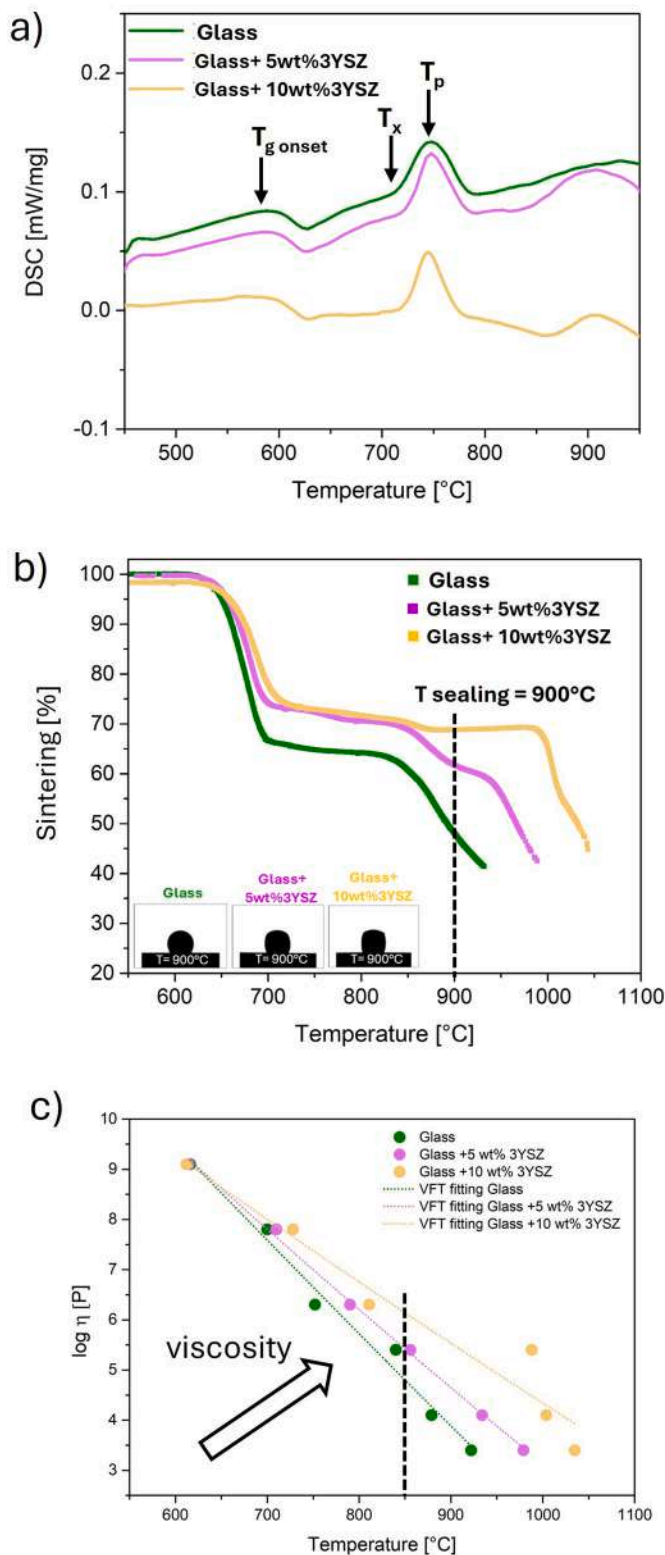 a)
Glass
Glass+ 5wt%3YSZ
Glass+ 10wt%3YSZ
T_g onset
T_x
T_p
DSC [mW/mg]
0.2
0.1
0.0
-0.1
500 600 700 800 900
Temperature [°C]
b)
Glass
Glass+ 5wt%3YSZ
Glass+ 10wt%3YSZ
T sealing = 900°C
Sintering [%]
100
90
80
70
60
50
40
30
20
Glass
Glass+
5wt%3YSZ
Glass+
10wt%3YSZ
T= 900°C
T= 900°C
T= 900°C
600 700 800 900 1000 1100
Temperature [°C]
c)
Glass
Glass +5 wt% 3YSZ
Glass +10 wt% 3YSZ
VFT fitting Glass
VFT fitting Glass +5 wt% 3YSZ
VFT fitting Glass +10 wt% 3YSZ
viscosity
log η [P]
10
9
8
7
6
5
4
3
600 700 800 900 1000 1100
Temperature [°C]